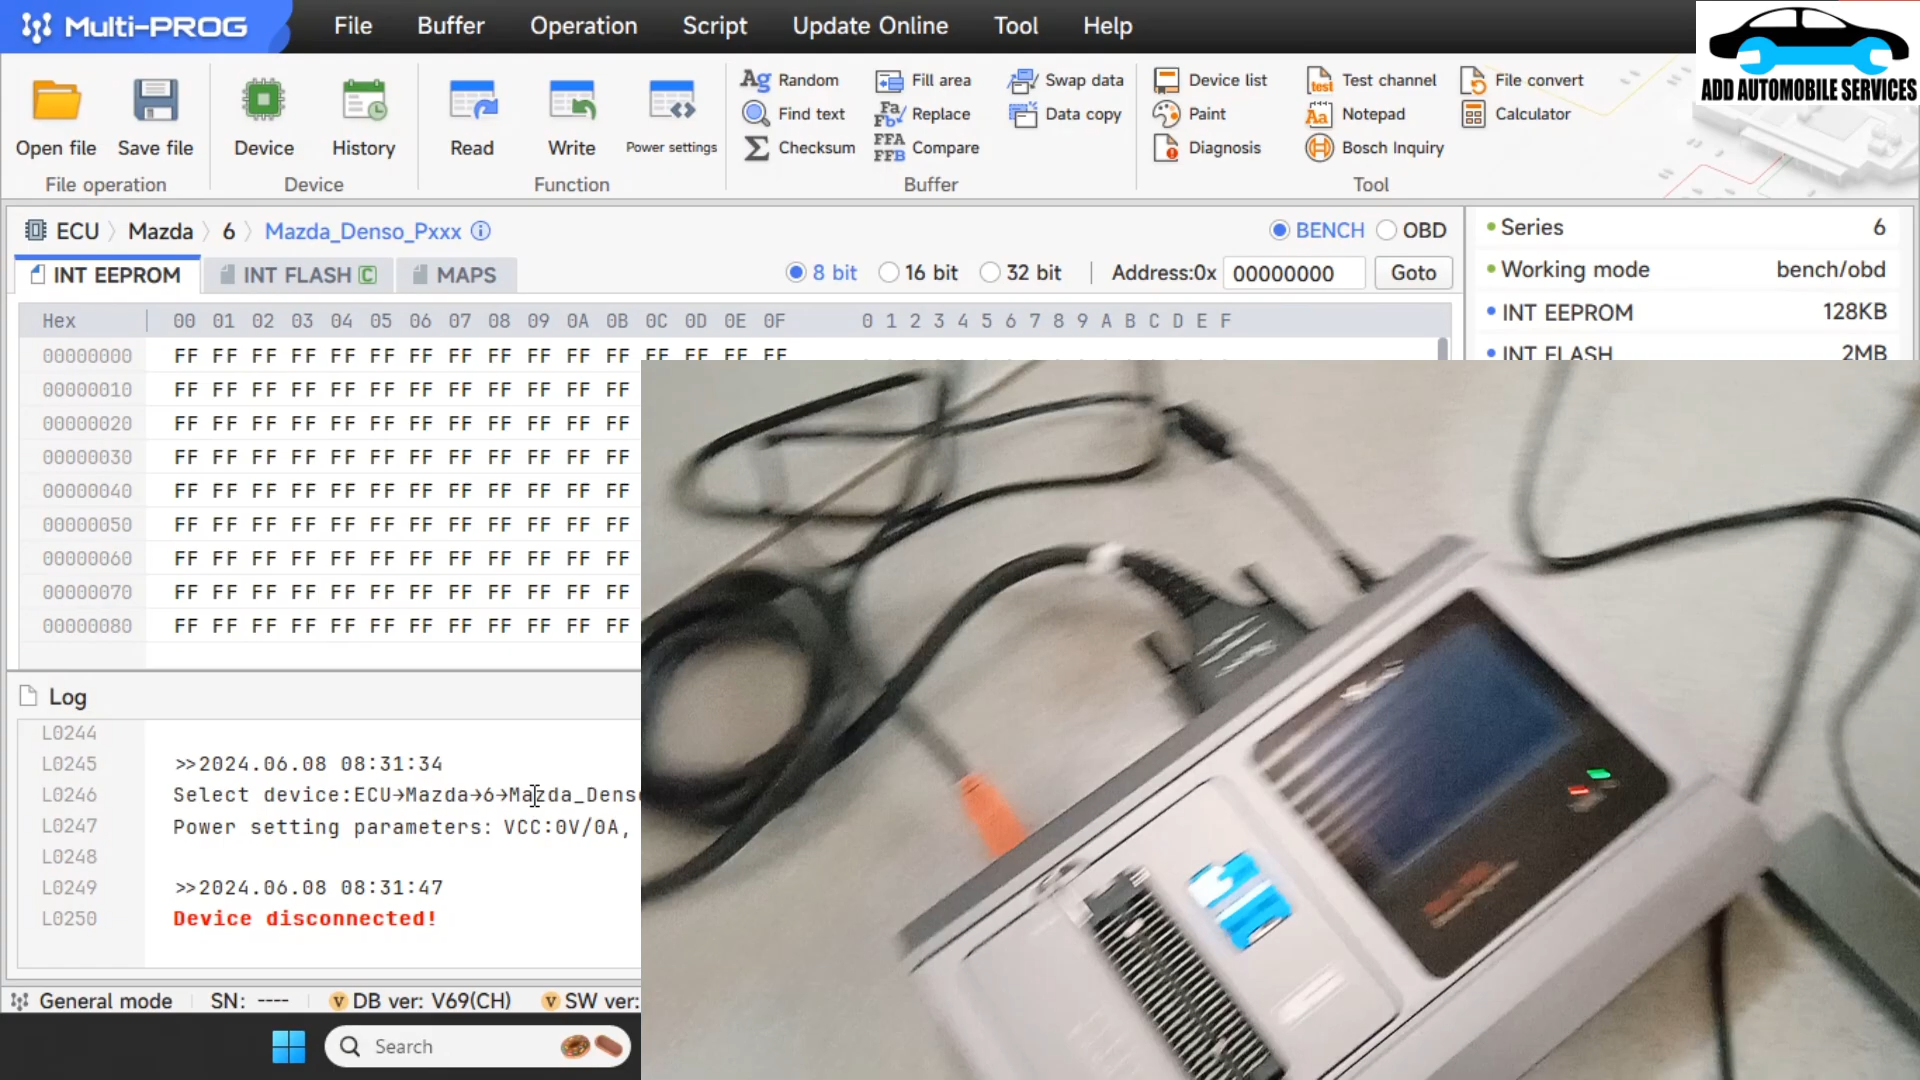 Multi-PROG
File Buffer Operation Script Update Online Tool Help
ADD AUTOMOBILE SERVICES
Open file Save file
File operation
Device History
Device
Read Write Power settings
Function
Ag Random Fill area Swap data
Find text Fa Fb Replace Data copy
Checksum FFA FFB Compare
Buffer
Device list test Test channel File convert
Paint Aa Notepad Calculator
Diagnosis Bosch Inquiry
Tool
ECU Mazda 6 Mazda_Denso_Pxxx
BENCH OBD
INT EEPROM INT FLASH C MAPS
8 bit 16 bit 32 bit Address:0x 00000000 Goto
Hex 00 01 02 03 04 05 06 07 08 09 0A 0B 0C 0D 0E 0F 0 1 2 3 4 5 6 7 8 9 A B C D E F
00000000 FF FF FF FF FF FF FF FF FF FF FF FF FF FF FF FF
00000010 FF FF FF FF FF FF FF FF FF FF FF FF
00000020 FF FF FF FF FF FF FF FF FF FF FF FF
00000030 FF FF FF FF FF FF FF FF FF FF FF FF
00000040 FF FF FF FF FF FF FF FF FF FF FF FF
00000050 FF FF FF FF FF FF FF FF FF FF FF FF
00000060 FF FF FF FF FF FF FF FF FF FF FF FF
00000070 FF FF FF FF FF FF FF FF FF FF FF FF
00000080 FF FF FF FF FF FF FF FF FF FF FF FF
Series 6
Working mode bench/obd
INT EEPROM 128KB
INT FLASH 2MB
Log
L0244
L0245 >>2024.06.08 08:31:34
L0246 Select device:ECU→Mazda→6→Mazda_Denso
L0247 Power setting parameters: VCC:0V/0A,
L0248
L0249 >>2024.06.08 08:31:47
L0250 Device disconnected!
General mode SN: ---- V DB ver: V69(CH) V SW ver:
Search